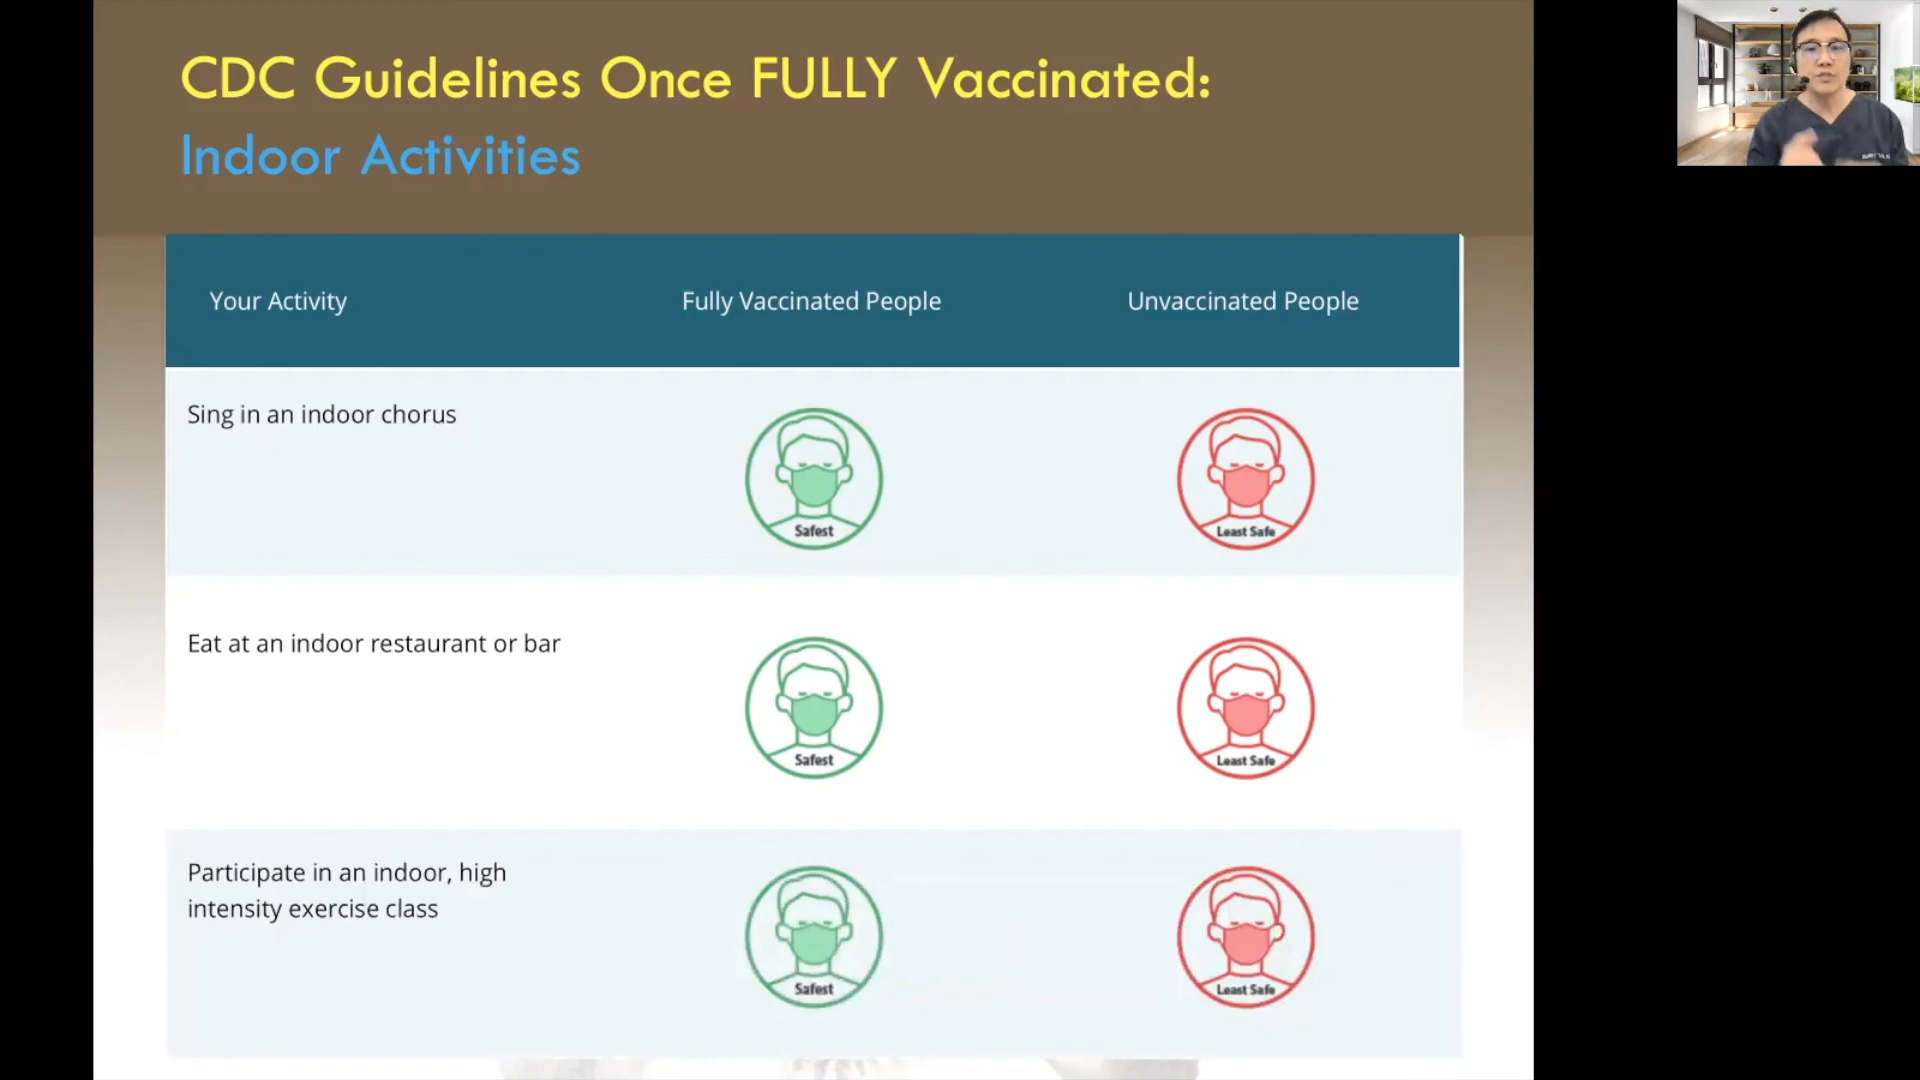 CDC Guidelines Once FULLY Vaccinated:
Indoor Activities
Your Activity
Fully Vaccinated People
Unvaccinated People
Sing in an indoor chorus
Safest
Least Safe
Eat at an indoor restaurant or bar
Safest
Least Safe
Participate in an indoor, high
intensity exercise class
Safest
Least Safe